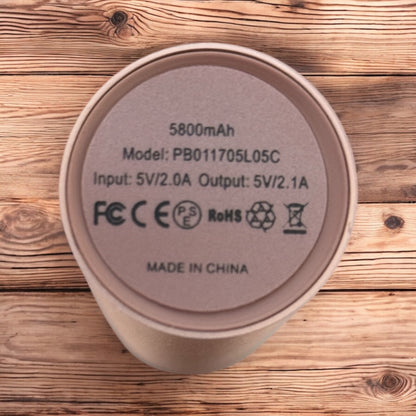 5800mAh
Model: PB011705L05C
Input: 5V/2.0A Output: 5V/2.1A
FC CE PSE RoHS
MADE IN CHINA